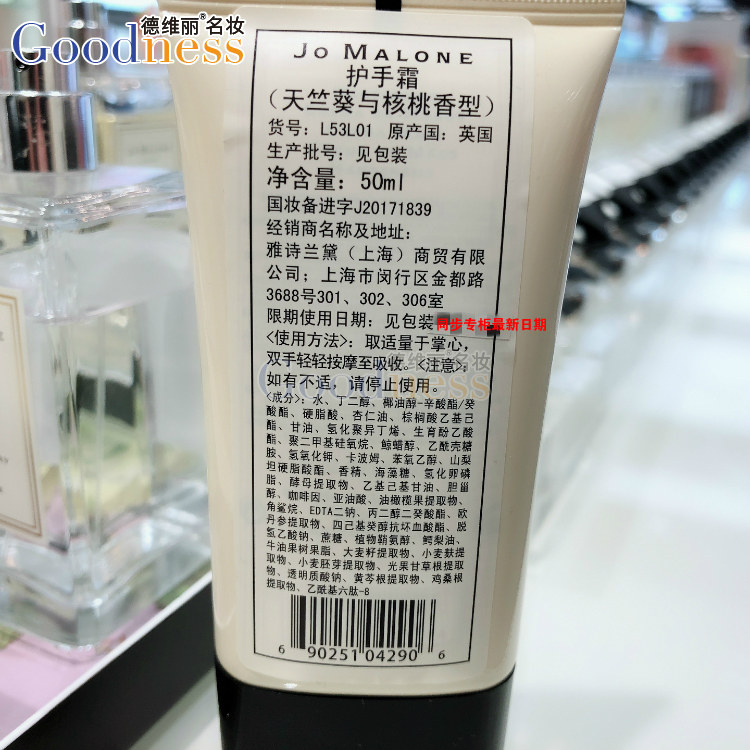 德维丽®名妆
Goodness
JO MALONE
护手霜
（天竺葵与核桃香型）
货号：L53L01 原产国：英国
生产批号：见包装
净含量：50ml
国妆备进字J20171839
经销商名称及地址：
雅诗兰黛（上海）商贸有限
公司；上海市闵行区金都路
3688号301、302、306室
限期使用日期：见包装
同步专柜最新日期
<使用方法>：取适量于掌心，
双手轻轻按摩至吸收。<注意>：
如有不适，请停止使用。
德维丽®名妆
Goodness
<成分>：水、丁二醇、椰油醇-辛酸酯/癸
酸酯、硬脂酸、杏仁油、棕榈酸乙基己
酯、甘油、氢化聚异丁烯、生育酚乙酸
酯、聚二甲基硅氧烷、鲸蜡醇、乙酰壳糖
胺、氢氧化钾、卡波姆、苯氧乙醇、山梨
坦硬脂酸酯、香精、海藻糖、氢化卵磷
脂、酵母提取物、乙基己基甘油、胆甾
醇、咖啡因、亚油酸、油橄榄果提取物、
角鲨烷、EDTA二钠、丙二醇二癸酸酯、欧
丹参提取物、四己基癸醇抗坏血酸酯、脱
氢乙酸钠、蔗糖、植物鞘氨醇、鳄梨油、
牛油果树果脂、大麦籽提取物、小麦麸提
取物、小麦胚芽提取物、光果甘草根提取
物、透明质酸钠、黄芩根提取物、鸡桑根
提取物、乙酰基六肽-8
6 90251 04290 6